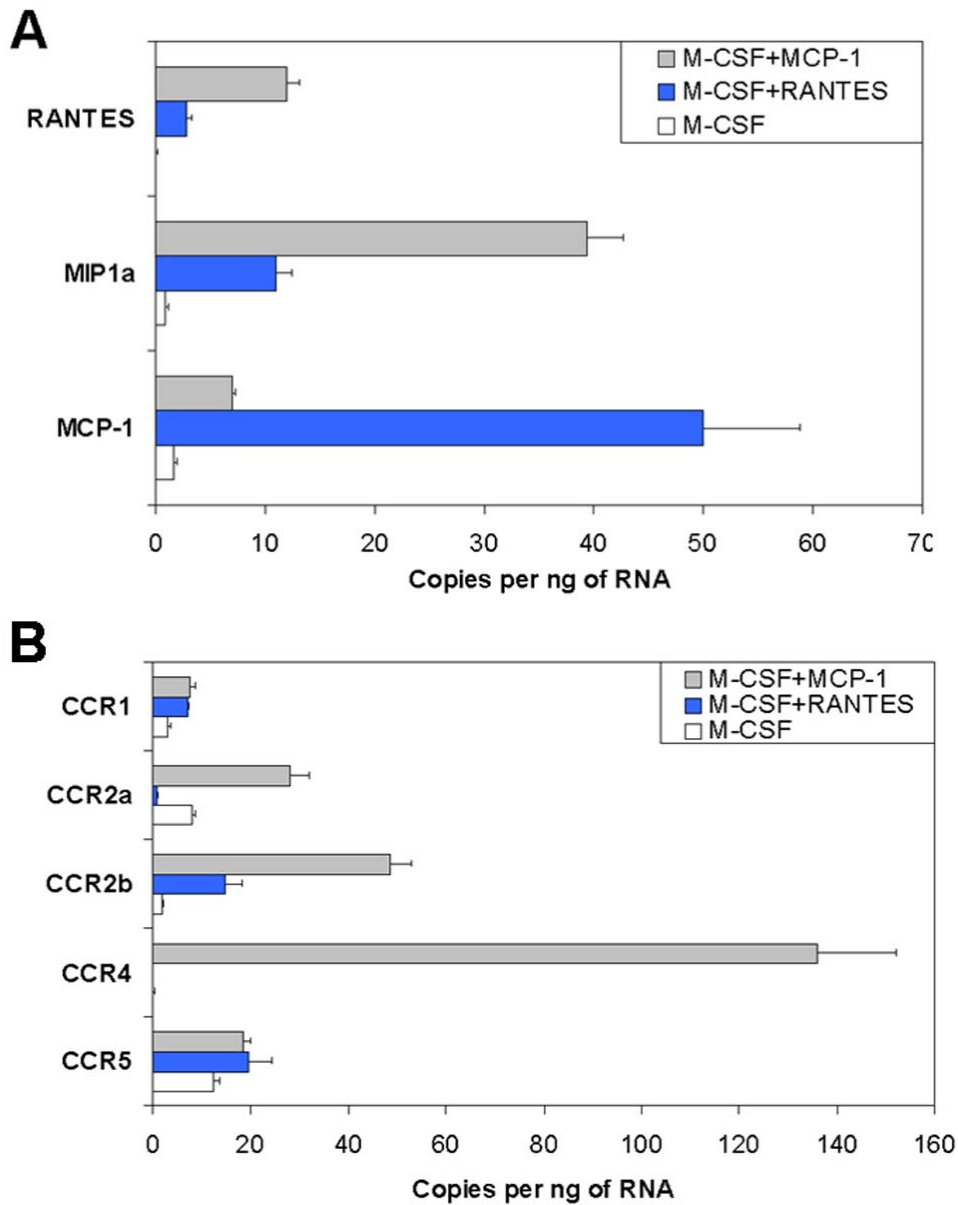 A
M-CSF+MCP-1
M-CSF+RANTES
M-CSF
RANTES
MIP1a
MCP-1
0 10 20 30 40 50 60 70
Copies per ng of RNA
B
M-CSF+MCP-1
M-CSF+RANTES
M-CSF
CCR1
CCR2a
CCR2b
CCR4
CCR5
0 20 40 60 80 100 120 140 160
Copies per ng of RNA